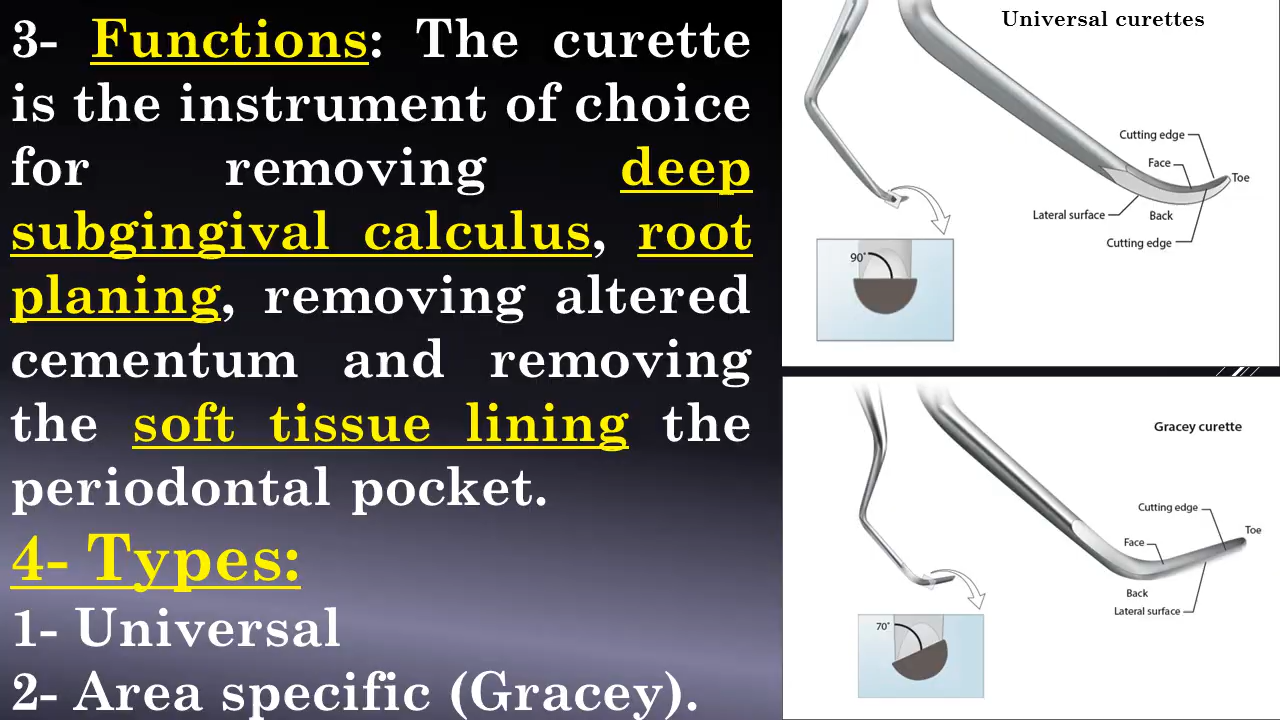 3- Functions: The curette
is the instrument of choice
for removing deep
subgingival calculus, root
planing, removing altered
cementum and removing
the soft tissue lining the
periodontal pocket.
4- Types:
1- Universal
2- Area specific (Gracey).
Universal curettes
Cutting edge
Face
Toe
Lateral surface
Back
Cutting edge
90°
Gracey curette
Cutting edge
Toe
Face
Back
Lateral surface
70°